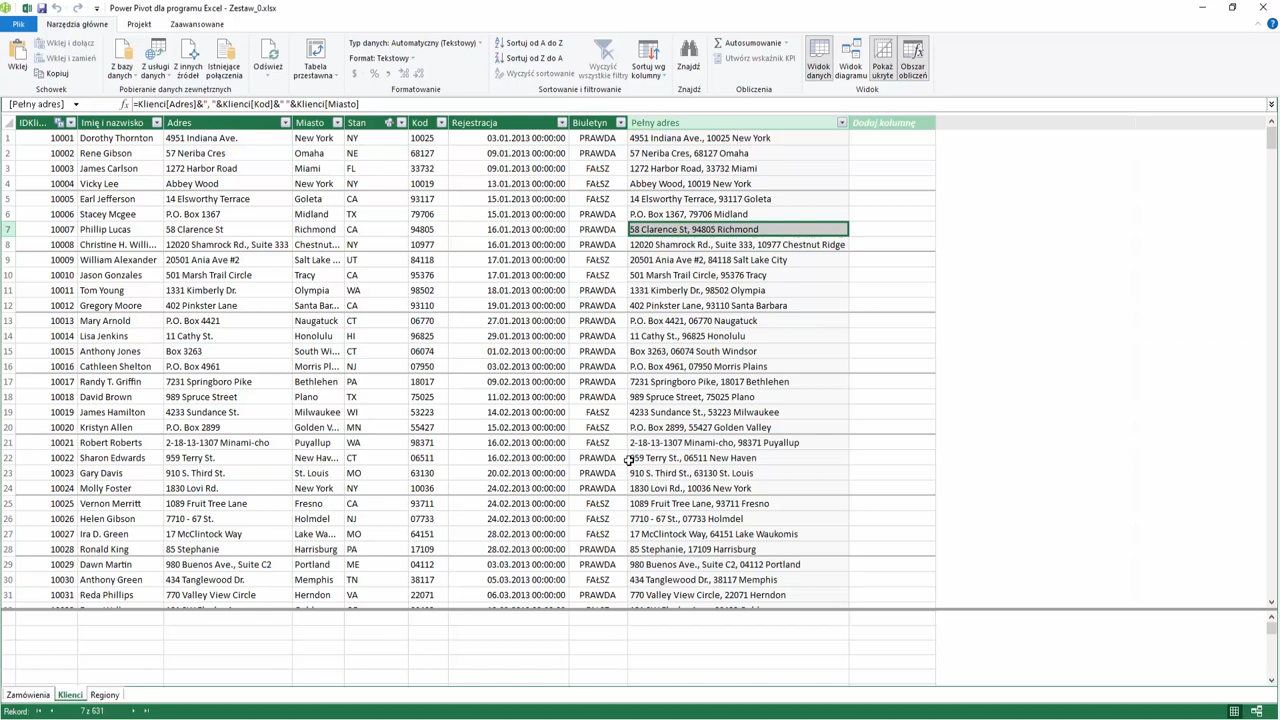 Power Pivot dla programu Excel - Zestaw_0.xlsx
Plik Narzędzia główne Projekt Zaawansowane
Wklej
Wklej i dołącz
Wklej i zamień
Kopiuj
Schowek
Z bazy danych
Z usługi danych
Z innych źródeł
Istniejące połączenia
Pobieranie danych zewnętrznych
Odśwież
Tabela przestawna
Typ danych: Automatyczny (Tekstowy)
Format: Tekstowy
$ % , ,00 ,0
Formatowanie
Sortuj od A do Z
Sortuj od Z do A
Wyczyść sortowanie
Wyczyść wszystkie filtry
Sortuj wg kolumny
Sortowanie i filtrowanie
Znajdź
Znajdź
Autosumowanie
Utwórz wskaźnik KPI
Obliczenia
Widok danych
Widok diagramu
Pokaż ukryte
Obszar obliczeń
Widok
[Pełny adres] fx =Klienci[Adres]&", "&Klienci[Kod]&" "&Klienci[Miasto]
IDKli... Imię i nazwisko Adres Miasto Stan Kod Rejestracja Biuletyn Pełny adres Dodaj kolumnę
1 10001 Dorothy Thornton 4951 Indiana Ave. New York NY 10025 03.01.2013 00:00:00 PRAWDA 4951 Indiana Ave., 10025 New York
2 10002 Rene Gibson 57 Neriba Cres Omaha NE 68127 09.01.2013 00:00:00 PRAWDA 57 Neriba Cres, 68127 Omaha
3 10003 James Carlson 1272 Harbor Road Miami FL 33732 09.01.2013 00:00:00 FAŁSZ 1272 Harbor Road, 33732 Miami
4 10004 Vicky Lee Abbey Wood New York NY 10019 13.01.2013 00:00:00 FAŁSZ Abbey Wood, 10019 New York
5 10005 Earl Jefferson 14 Elsworthy Terrace Goleta CA 93117 15.01.2013 00:00:00 FAŁSZ 14 Elsworthy Terrace, 93117 Goleta
6 10006 Stacey Mcgee P.O. Box 1367 Midland TX 79706 15.01.2013 00:00:00 PRAWDA P.O. Box 1367, 79706 Midland
7 10007 Phillip Lucas 58 Clarence St Richmond CA 94805 16.01.2013 00:00:00 PRAWDA 58 Clarence St, 94805 Richmond
8 10008 Christine H. Willi... 12020 Shamrock Rd., Suite 333 Chestnut... NY 10977 16.01.2013 00:00:00 PRAWDA 12020 Shamrock Rd., Suite 333, 10977 Chestnut Ridge
9 10009 William Alexander 20501 Ania Ave #2 Salt Lake ... UT 84118 17.01.2013 00:00:00 FAŁSZ 20501 Ania Ave #2, 84118 Salt Lake City
10 10010 Jason Gonzales 501 Marsh Trail Circle Tracy CA 95376 17.01.2013 00:00:00 FAŁSZ 501 Marsh Trail Circle, 95376 Tracy
11 10011 Tom Young 1331 Kimberly Dr. Olympia WA 98502 18.01.2013 00:00:00 PRAWDA 1331 Kimberly Dr., 98502 Olympia
12 10012 Gregory Moore 402 Pinkster Lane Santa Bar... CA 93110 19.01.2013 00:00:00 PRAWDA 402 Pinkster Lane, 93110 Santa Barbara
13 10013 Mary Arnold P.O. Box 4421 Naugatuck CT 06770 27.01.2013 00:00:00 PRAWDA P.O. Box 4421, 06770 Naugatuck
14 10014 Lisa Jenkins 11 Cathy St. Honolulu HI 96825 29.01.2013 00:00:00 PRAWDA 11 Cathy St., 96825 Honolulu
15 10015 Anthony Jones Box 3263 South Wi... CT 06074 01.02.2013 00:00:00 PRAWDA Box 3263, 06074 South Windsor
16 10016 Cathleen Shelton P.O. Box 4961 Morris Pl... NJ 07950 03.02.2013 00:00:00 PRAWDA P.O. Box 4961, 07950 Morris Plains
17 10017 Randy T. Griffin 7231 Springboro Pike Bethlehem PA 18017 09.02.2013 00:00:00 PRAWDA 7231 Springboro Pike, 18017 Bethlehem
18 10018 David Brown 989 Spruce Street Plano TX 75025 11.02.2013 00:00:00 PRAWDA 989 Spruce Street, 75025 Plano
19 10019 James Hamilton 4233 Sundance St. Milwaukee WI 53223 14.02.2013 00:00:00 FAŁSZ 4233 Sundance St., 53223 Milwaukee
20 10020 Kristyn Allen P.O. Box 2899 Golden V... MN 55427 15.02.2013 00:00:00 FAŁSZ P.O. Box 2899, 55427 Golden Valley
21 10021 Robert Roberts 2-18-13-1307 Minami-cho Puyallup WA 98371 16.02.2013 00:00:00 FAŁSZ 2-18-13-1307 Minami-cho, 98371 Puyallup
22 10022 Sharon Edwards 959 Terry St. New Hav... CT 06511 16.02.2013 00:00:00 PRAWDA 959 Terry St., 06511 New Haven
23 10023 Gary Davis 910 S. Third St. St. Louis MO 63130 20.02.2013 00:00:00 PRAWDA 910 S. Third St., 63130 St. Louis
24 10024 Molly Foster 1830 Lovi Rd. New York NY 10036 24.02.2013 00:00:00 PRAWDA 1830 Lovi Rd., 10036 New York
25 10025 Vernon Merritt 1089 Fruit Tree Lane Fresno CA 93711 24.02.2013 00:00:00 FAŁSZ 1089 Fruit Tree Lane, 93711 Fresno
26 10026 Helen Gibson 7710 - 67 St. Holmdel NJ 07733 24.02.2013 00:00:00 FAŁSZ 7710 - 67 St., 07733 Holmdel
27 10027 Ira D. Green 17 McClintock Way Lake Wa... MO 64151 28.02.2013 00:00:00 FAŁSZ 17 McClintock Way, 64151 Lake Waukomis
28 10028 Ronald King 85 Stephanie Harrisburg PA 17109 28.02.2013 00:00:00 PRAWDA 85 Stephanie, 17109 Harrisburg
29 10029 Dawn Martin 980 Buenos Ave., Suite C2 Portland ME 04112 03.03.2013 00:00:00 PRAWDA 980 Buenos Ave., Suite C2, 04112 Portland
30 10030 Anthony Green 434 Tanglewood Dr. Memphis TN 38117 05.03.2013 00:00:00 FAŁSZ 434 Tanglewood Dr., 38117 Memphis
31 10031 Reda Phillips 770 Valley View Circle Herndon VA 22071 06.03.2013 00:00:00 PRAWDA 770 Valley View Circle, 22071 Herndon
Zamówienia Klienci Regiony
Rekord: 7 z 631